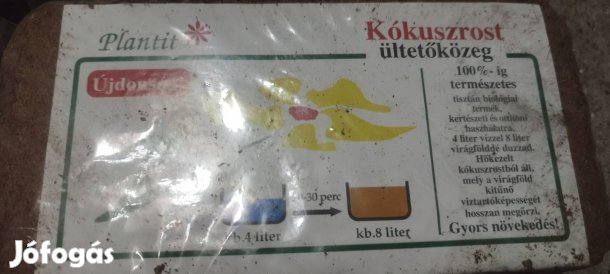 Plantit
Kókuszrost
ültetőközeg
Újdonság
100%-ig
természetes
tisztán biológiai
termék,
kertészeti és otthoni
használatra.
4 liter vízzel 8 liter
virágfölddé duzzad.
Hőkezelt
kókuszrostból áll,
mely a virágföld
kitűnő
víztartóképességét
hosszan megőrzi.
Gyors növekedés!
-30 perc
kb.4 liter
kb.8 liter
Jófogás